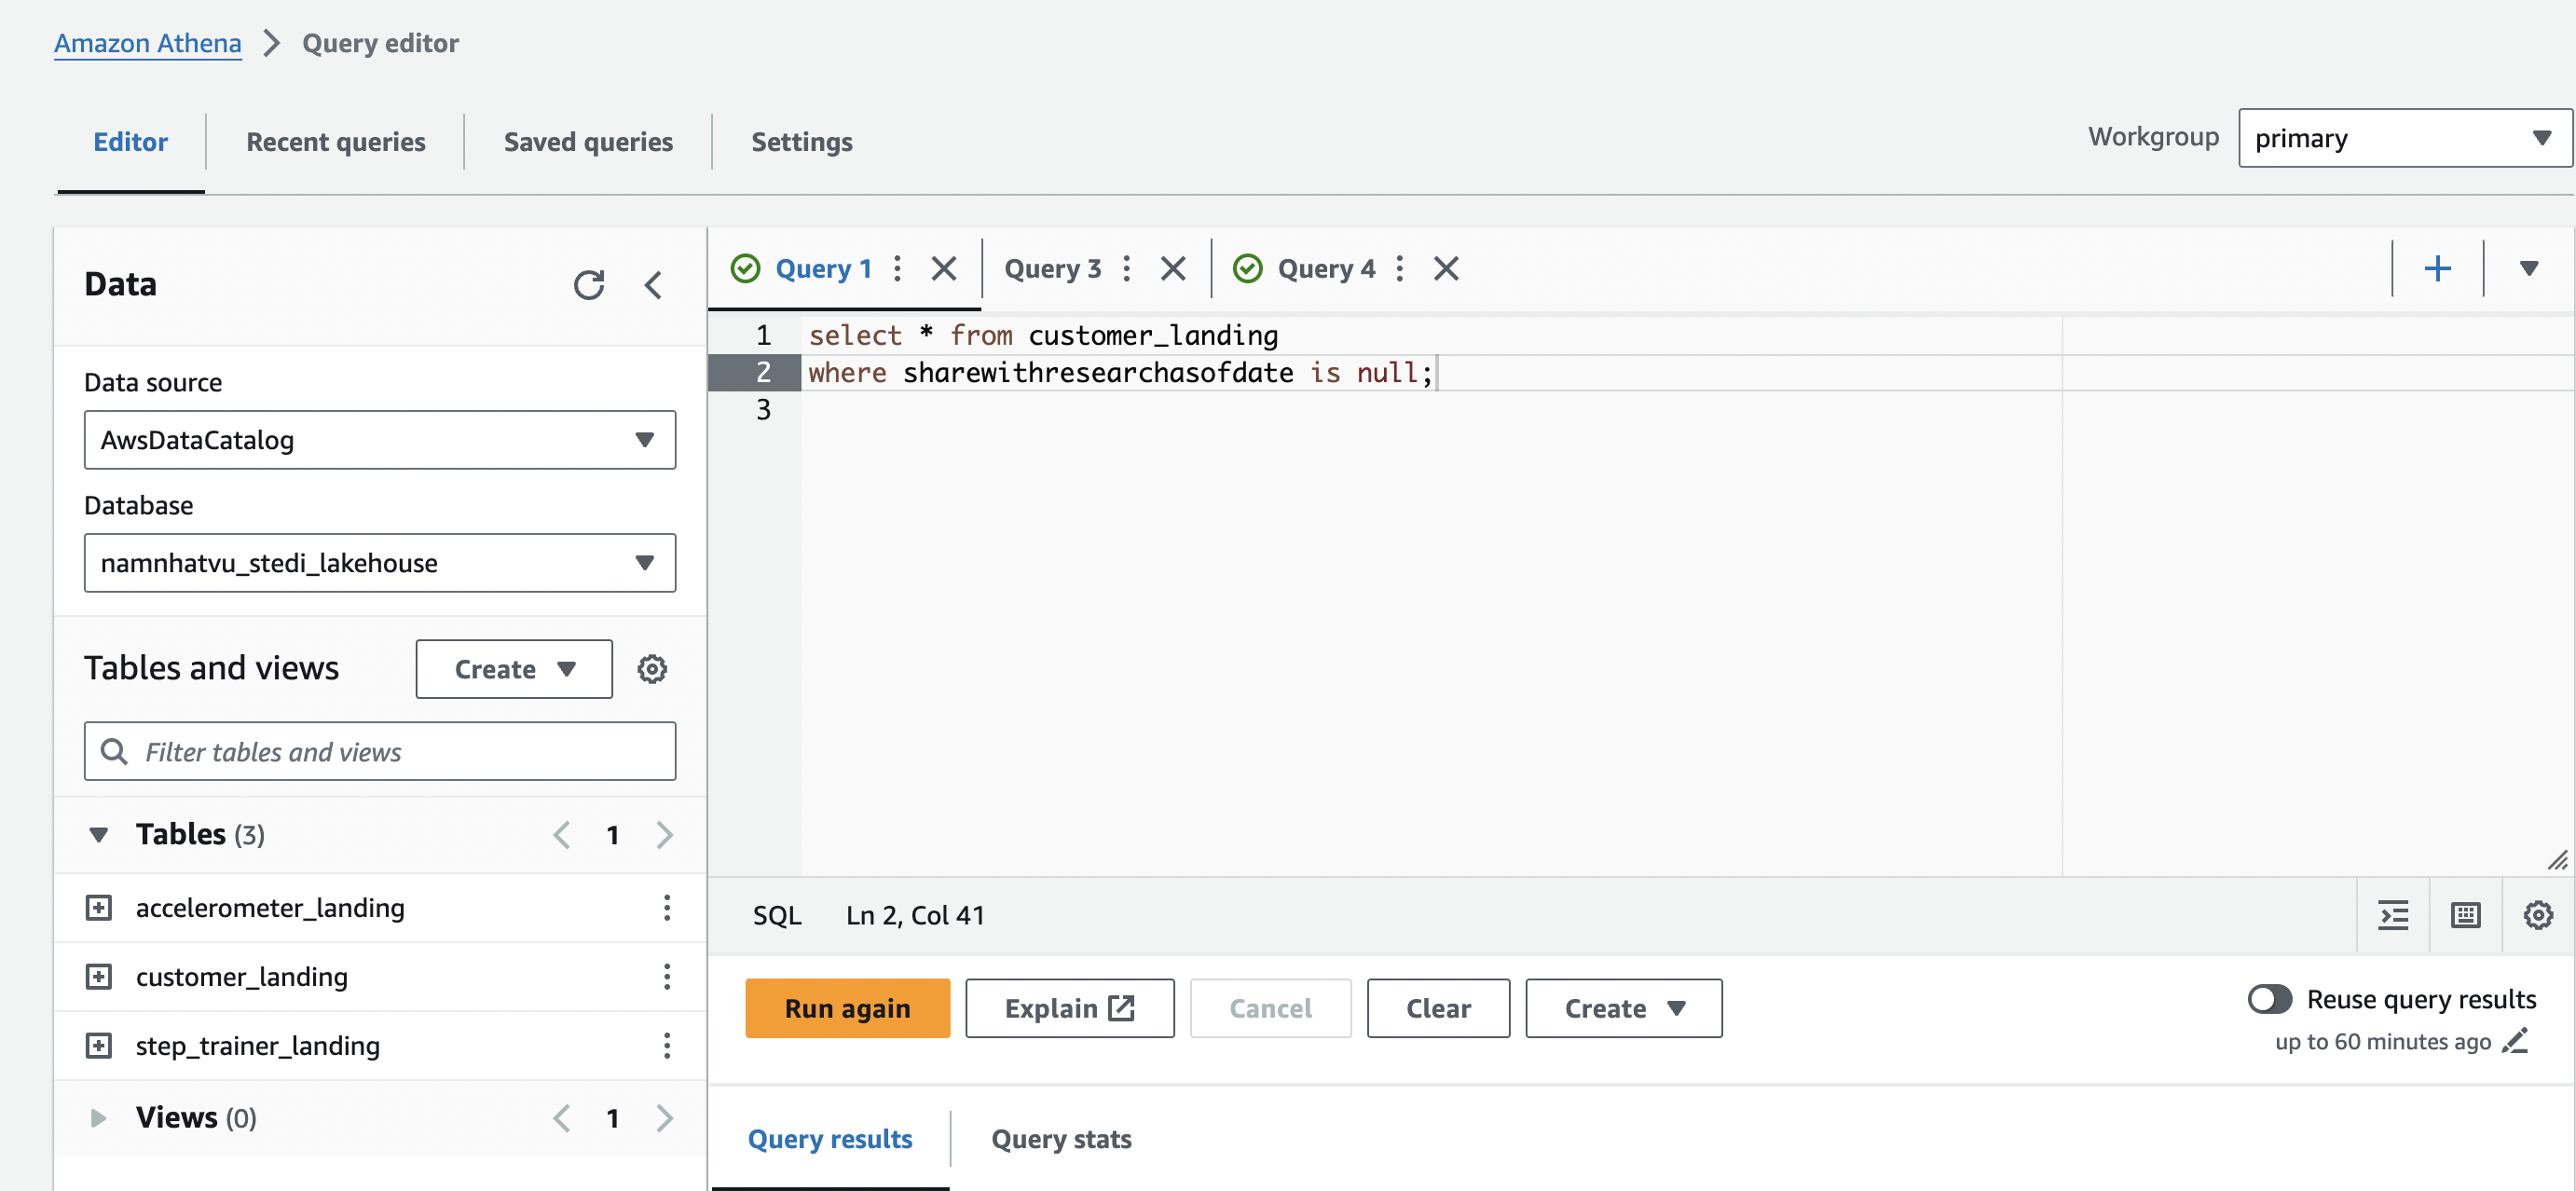 Amazon Athena > Query editor
Editor Recent queries Saved queries Settings
Workgroup primary
Data
Data source
AwsDataCatalog
Database
namnhatvu_stedi_lakehouse
Tables and views Create
Filter tables and views
Tables (3) 1
accelerometer_landing
customer_landing
step_trainer_landing
Views (0) 1
Query 1 Query 3 Query 4
1 select * from customer_landing
2 where sharewithresearchasofdate is null;
3
SQL Ln 2, Col 41
Run again Explain Cancel Clear Create
Reuse query results
up to 60 minutes ago
Query results Query stats